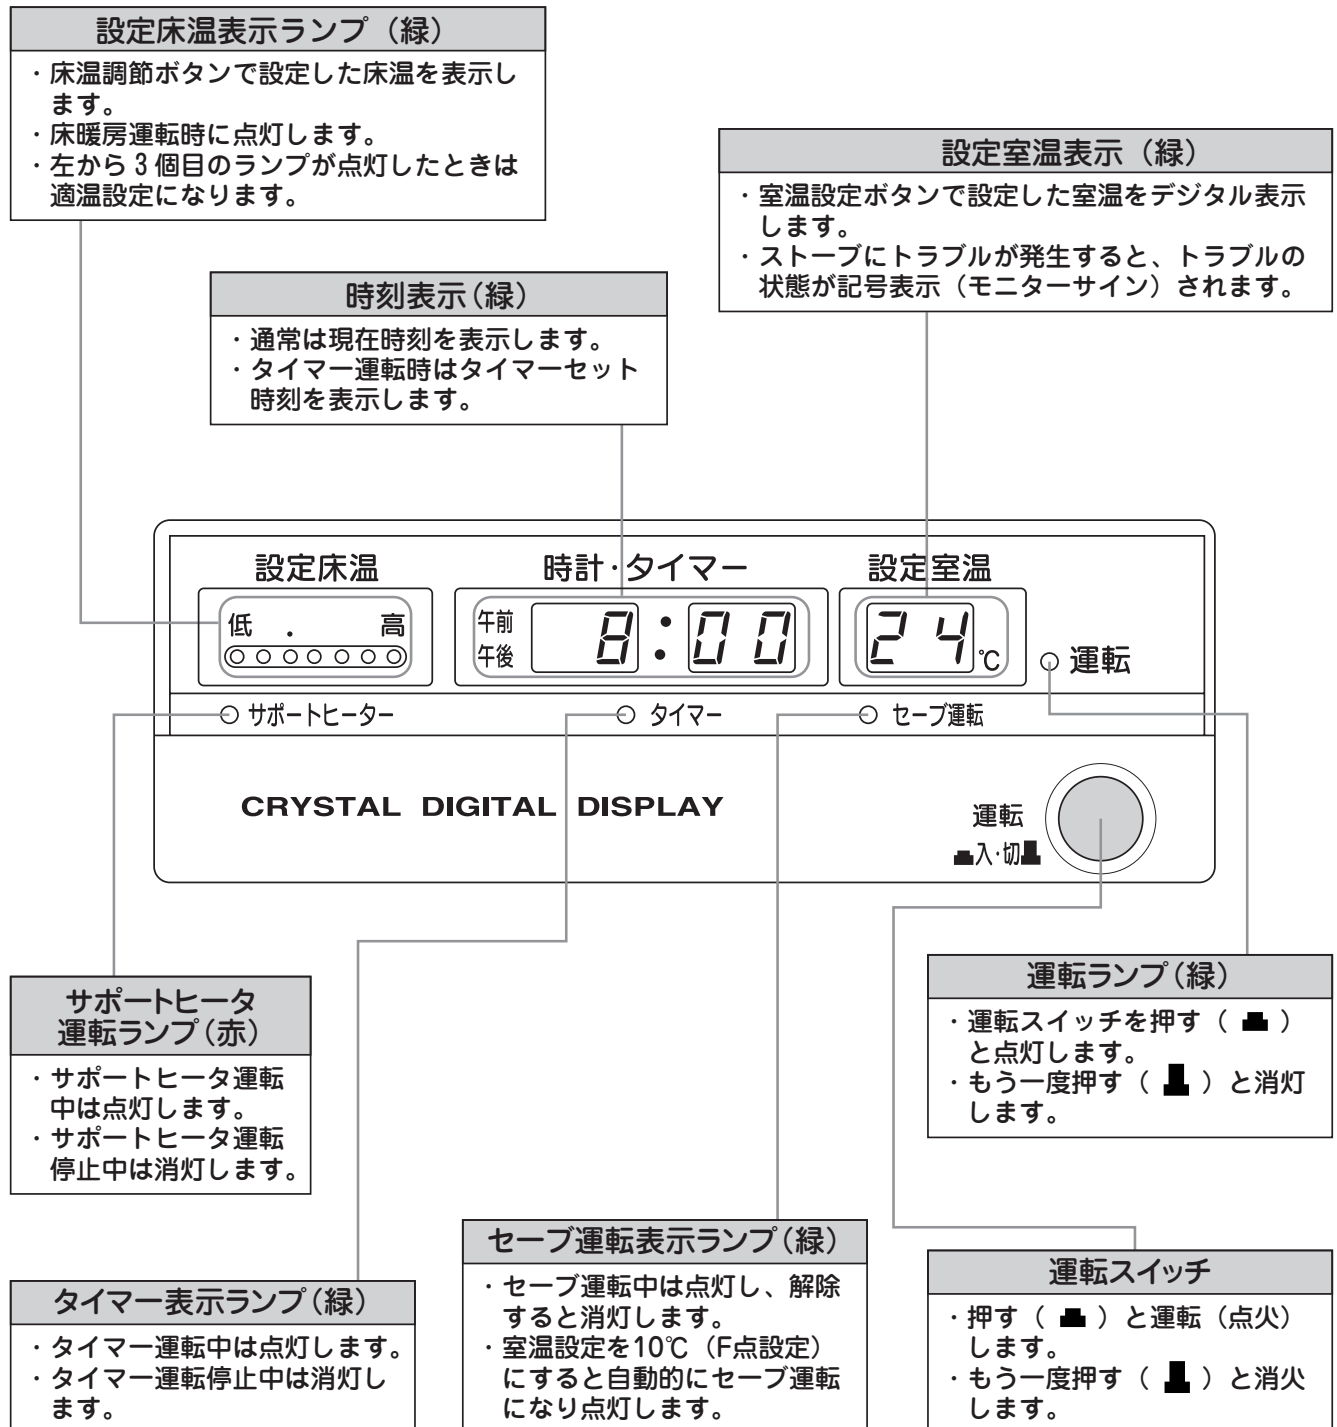 設定床温表示ランプ（緑）
・床温調節ボタンで設定した床温を表示し
ます。
・床暖房運転時に点灯します。
・左から3個目のランプが点灯したときは
適温設定になります。
設定室温表示（緑）
・室温設定ボタンで設定した室温をデジタル表示
します。
・ストーブにトラブルが発生すると、トラブルの
状態が記号表示（モニターサイン）されます。
時刻表示（緑）
・通常は現在時刻を表示します。
・タイマー運転時はタイマーセット
時刻を表示します。
設定床温 時計・タイマー 設定室温
低 . 高
午前
午後
8:00
24℃
運転
サポートヒーター タイマー セーブ運転
CRYSTAL DIGITAL DISPLAY
運転
入・切
サポートヒータ
運転ランプ（赤）
・サポートヒータ運転
中は点灯します。
・サポートヒータ運転
停止中は消灯します。
運転ランプ（緑）
・運転スイッチを押す（ ）
と点灯します。
・もう一度押す（ ）と消灯
します。
タイマー表示ランプ（緑）
・タイマー運転中は点灯します。
・タイマー運転停止中は消灯し
ます。
セーブ運転表示ランプ（緑）
・セーブ運転中は点灯し、解除
すると消灯します。
・室温設定を10℃（F点設定）
にすると自動的にセーブ運転
になり点灯します。
運転スイッチ
・押す（ ）と運転（点火）
します。
・もう一度押す（ ）と消火
します。